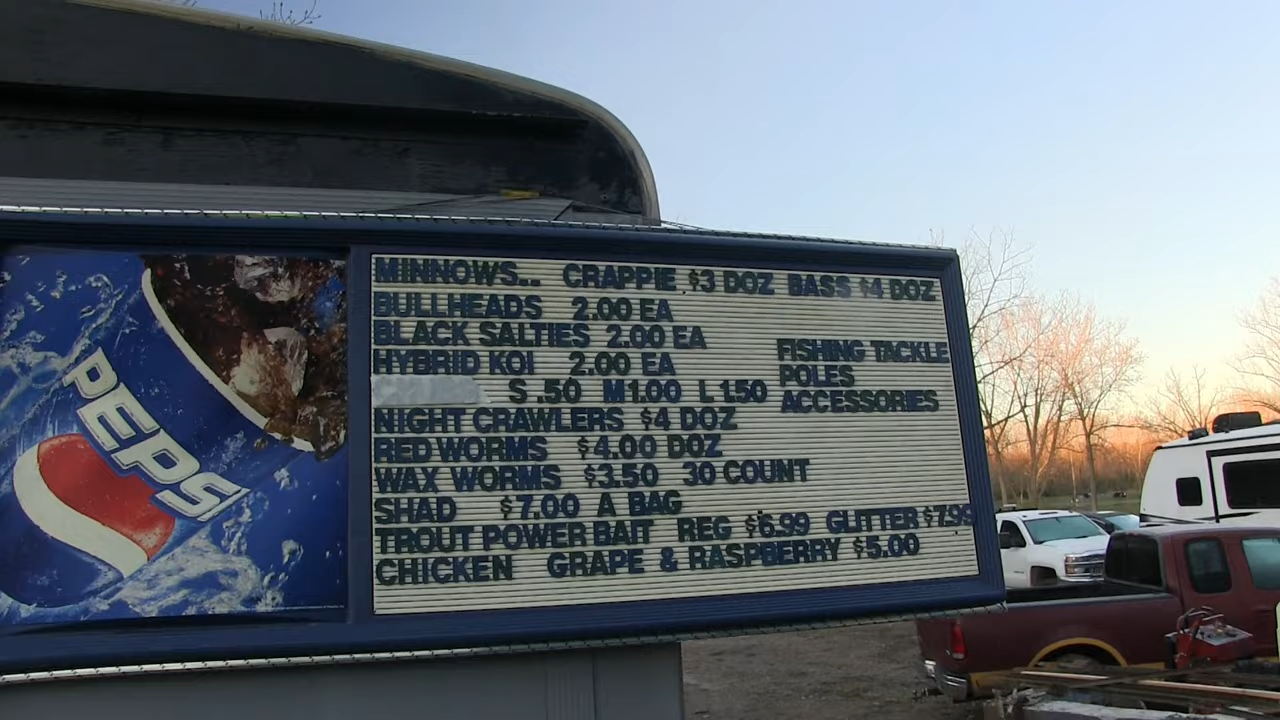 PEPSI
MINNOWS... CRAPPIE $3 DOZ BASS $4 DOZ
BULLHEADS 2.00 EA
BLACK SALTIES 2.00 EA
HYBRID KOI 2.00 EA
S .50 M 1.00 L 1.50
NIGHT CRAWLERS $4 DOZ
RED WORMS $4.00 DOZ
WAX WORMS $3.50 30 COUNT
SHAD $7.00 A BAG
TROUT POWER BAIT REG $6.99 GLITTER $7.99
CHICKEN GRAPE & RASPBERRY $5.00
FISHING TACKLE
POLES
ACCESSORIES